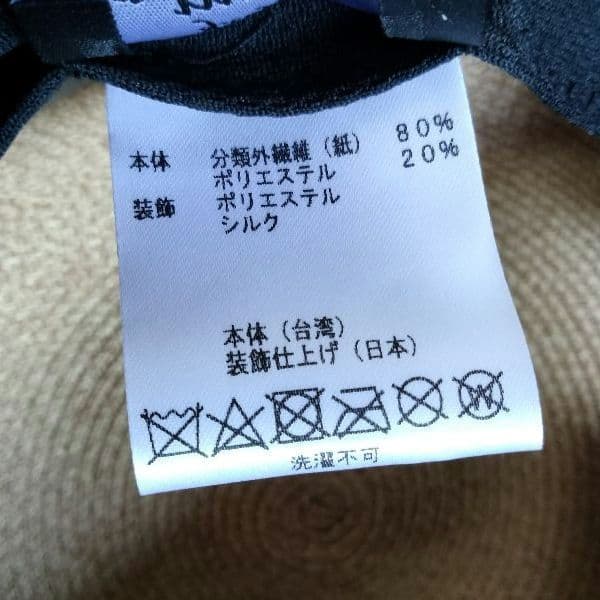 本体 分類外繊維(紙) 80%
ポリエステル 20%
装飾 ポリエステル
シルク
本体(台湾)
装飾仕上げ(日本)
W
洗濯不可